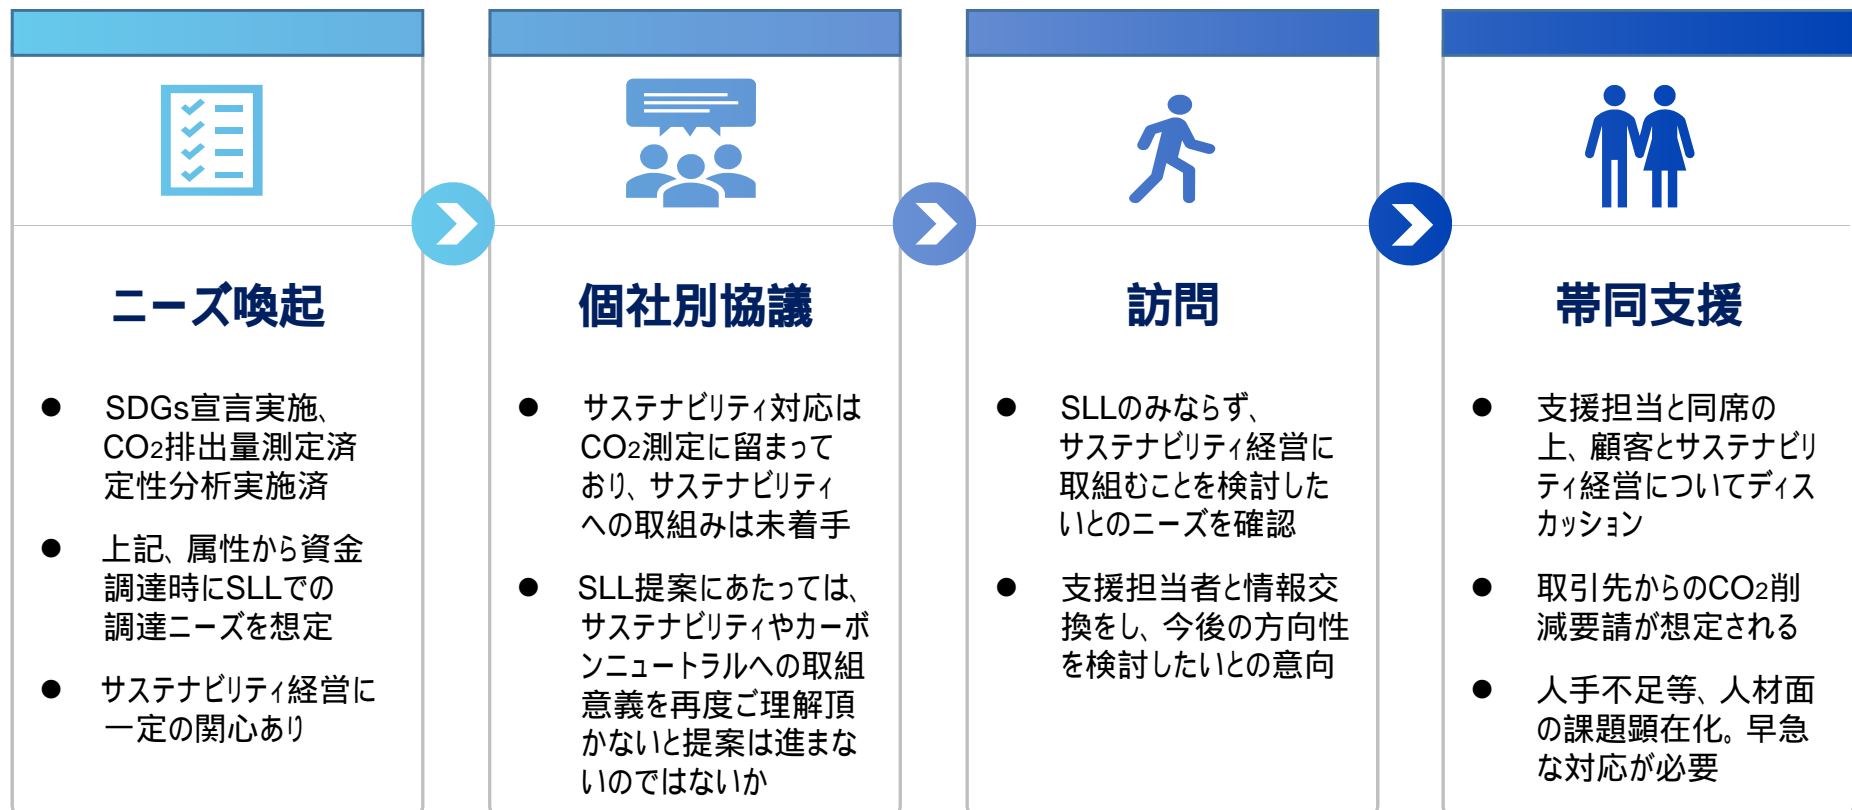 ニーズ喚起
SDGs宣言実施、
CO2排出量測定済
定性分析実施済
上記、属性から資金
調達時にSLLでの
調達ニーズを想定
サステナビリティ経営に
一定の関心あり
個社別協議
サステナビリティ対応は
CO2測定に留まって
おり、サステナビリティ
への取組みは未着手
SLL提案にあたっては、
サステナビリティやカーボ
ンニュートラルへの取組
意義を再度ご理解頂
かないと提案は進まな
いのではないか
訪問
SLLのみならず、
サステナビリティ経営に
取組むことを検討した
いとのニーズを確認
支援担当者と情報交
換をし、今後の方向性
を検討したいとの意向
帯同支援
支援担当と同席の
上、顧客とサステナビリ
ティ経営についてディス
カッション
取引先からのCO2削
減要請が想定される
人手不足等、人材面
の課題顕在化。早急
な対応が必要